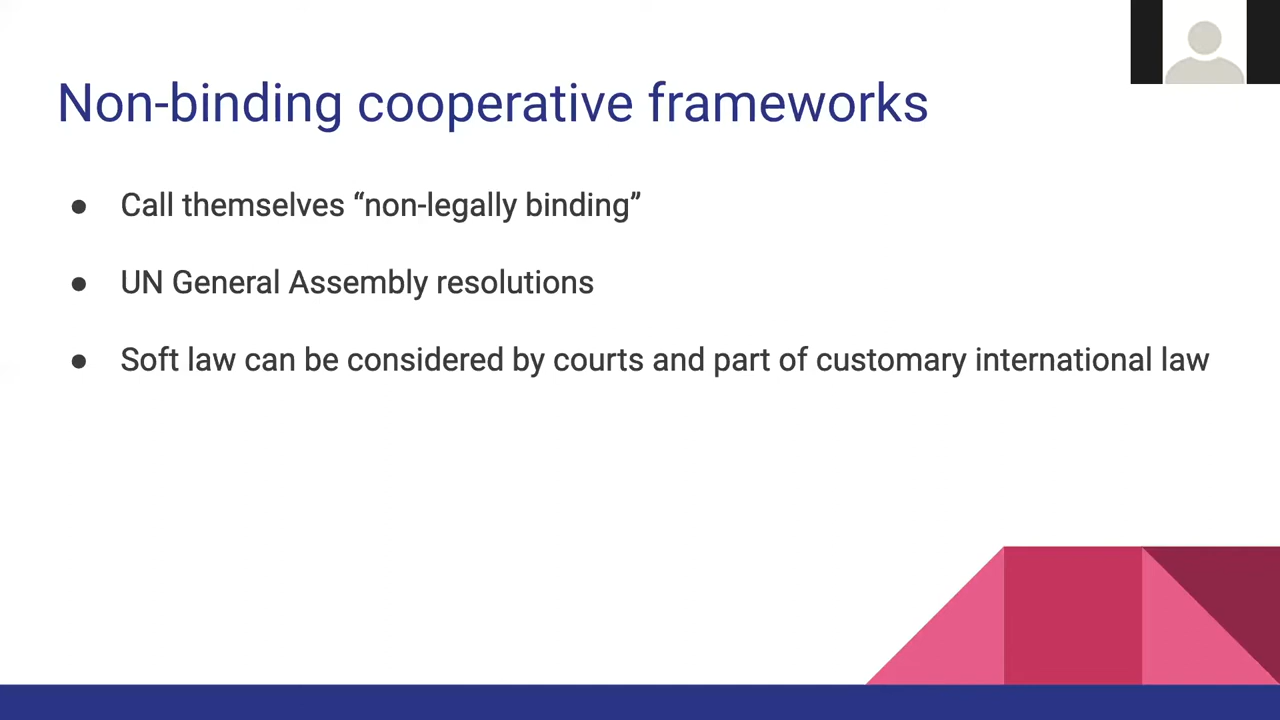 Non-binding cooperative frameworks
● Call themselves “non-legally binding”
● UN General Assembly resolutions
● Soft law can be considered by courts and part of customary international law